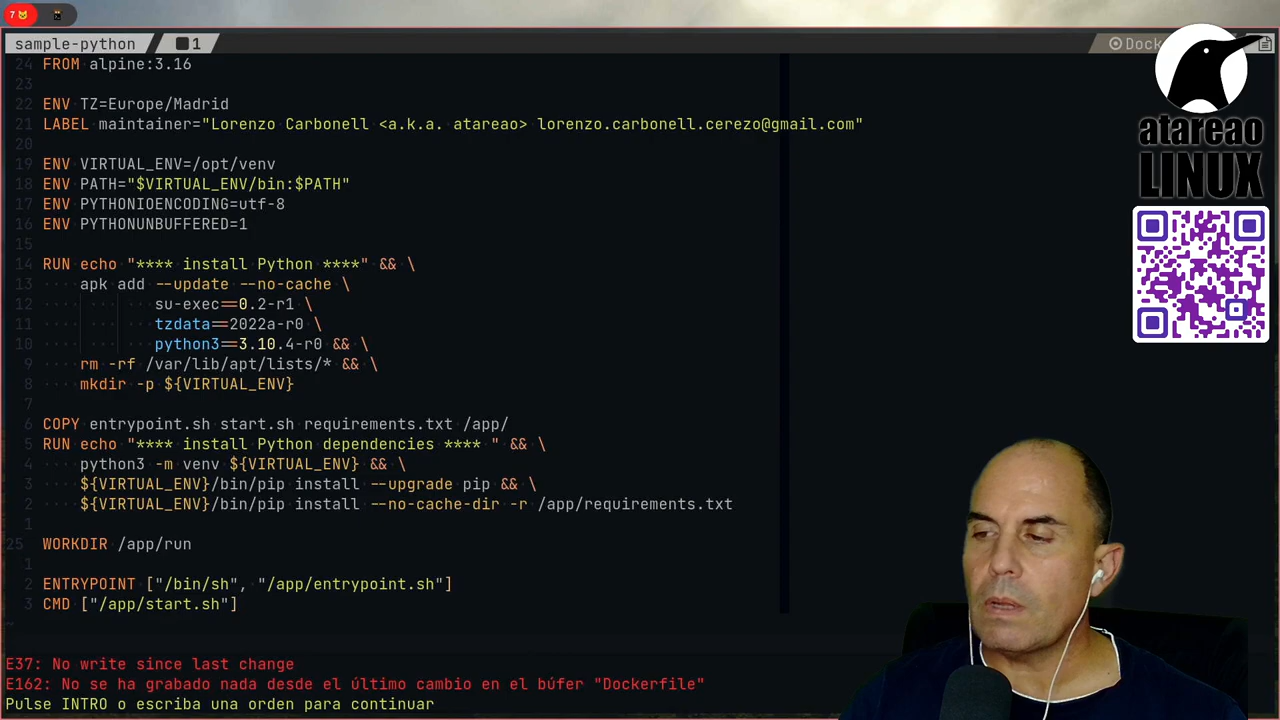 7
sample-python 1 Dock
24 FROM alpine:3.16
23
22 ENV TZ=Europe/Madrid
21 LABEL maintainer="Lorenzo Carbonell <a.k.a. atareao> lorenzo.carbonell.cerezo@gmail.com"
20
19 ENV VIRTUAL_ENV=/opt/venv
18 ENV PATH="$VIRTUAL_ENV/bin:$PATH"
17 ENV PYTHONIOENCODING=utf-8
16 ENV PYTHONUNBUFFERED=1
15
14 RUN echo "**** install Python ****" && \
13 apk add --update --no-cache \
12 su-exec==0.2-r1 \
11 tzdata==2022a-r0 \
10 python3==3.10.4-r0 && \
9 rm -rf /var/lib/apt/lists/* && \
8 mkdir -p ${VIRTUAL_ENV}
7
6 COPY entrypoint.sh start.sh requirements.txt /app/
5 RUN echo "**** install Python dependencies **** " && \
4 python3 -m venv ${VIRTUAL_ENV} && \
3 ${VIRTUAL_ENV}/bin/pip install --upgrade pip && \
2 ${VIRTUAL_ENV}/bin/pip install --no-cache-dir -r /app/requirements.txt
1
25 WORKDIR /app/run
1
2 ENTRYPOINT ["/bin/sh", "/app/entrypoint.sh"]
3 CMD ["/app/start.sh"]
~
E37: No write since last change
E162: No se ha grabado nada desde el último cambio en el búfer "Dockerfile"
Pulse INTRO o escriba una orden para continuar
atareao
LINUX